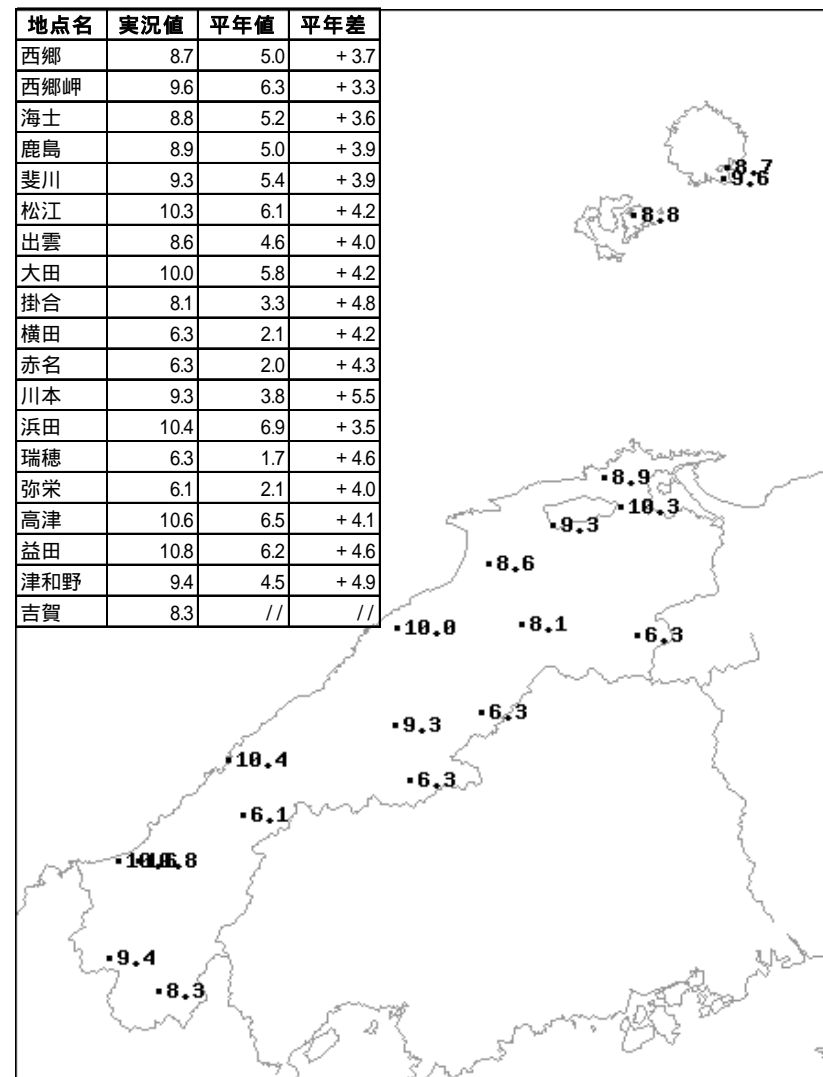 地点名 実況値 平年値 平年差
西郷 8.7 5.0 + 3.7
西郷岬 9.6 6.3 + 3.3
海士 8.8 5.2 + 3.6
鹿島 8.9 5.0 + 3.9
斐川 9.3 5.4 + 3.9
松江 10.3 6.1 + 4.2
出雲 8.6 4.6 + 4.0
大田 10.0 5.8 + 4.2
掛合 8.1 3.3 + 4.8
横田 6.3 2.1 + 4.2
赤名 6.3 2.0 + 4.3
川本 9.3 3.8 + 5.5
浜田 10.4 6.9 + 3.5
瑞穂 6.3 1.7 + 4.6
弥栄 6.1 2.1 + 4.0
高津 10.6 6.5 + 4.1
益田 10.8 6.2 + 4.6
津和野 9.4 4.5 + 4.9
吉賀 8.3 // //
8.7
9.6
8.8
8.9
10.3
9.3
8.6
10.0
8.1
6.3
6.3
9.3
10.4
6.3
6.1
10.6
10.8
9.4
8.3